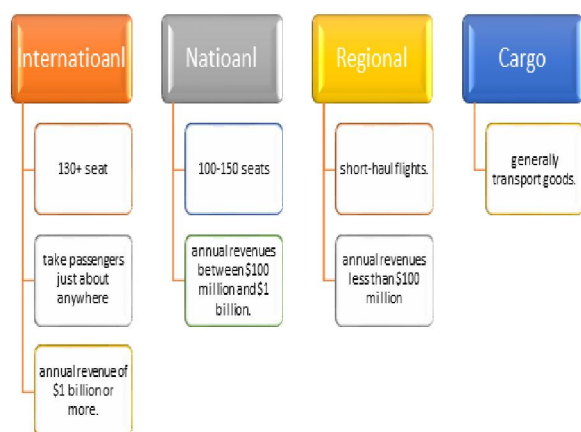 Internatioanl
130+ seat
take passengers
just about
anywhere
annual revenue of
$1 billion or
more.
Natioanl
100-150 seats
annual revenues
between $100
million and $1
billion.
Regional
short-haul flights.
annual revenues
less than $100
million
Cargo
generally
transport goods.